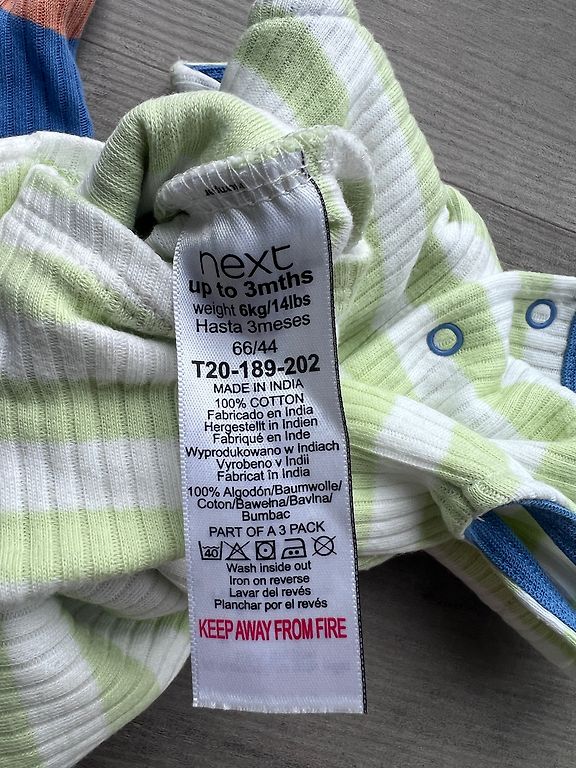 next
up to 3mths
weight 6kg/14lbs
Hasta 3meses
66/44
T20-189-202
MADE IN INDIA
100% COTTON
Fabricado en India
Hergestellt in Indien
Fabriqué en Inde
Wyprodukowano w Indiach
Vyrobeno v Indii
Fabricat în India
100% Algodón/Baumwolle/
Coton/Bawełna/Bavlna/
Bumbac
PART OF A 3 PACK
40
Wash inside out
Iron on reverse
Lavar del revés
Planchar por el revés
KEEP AWAY FROM FIRE